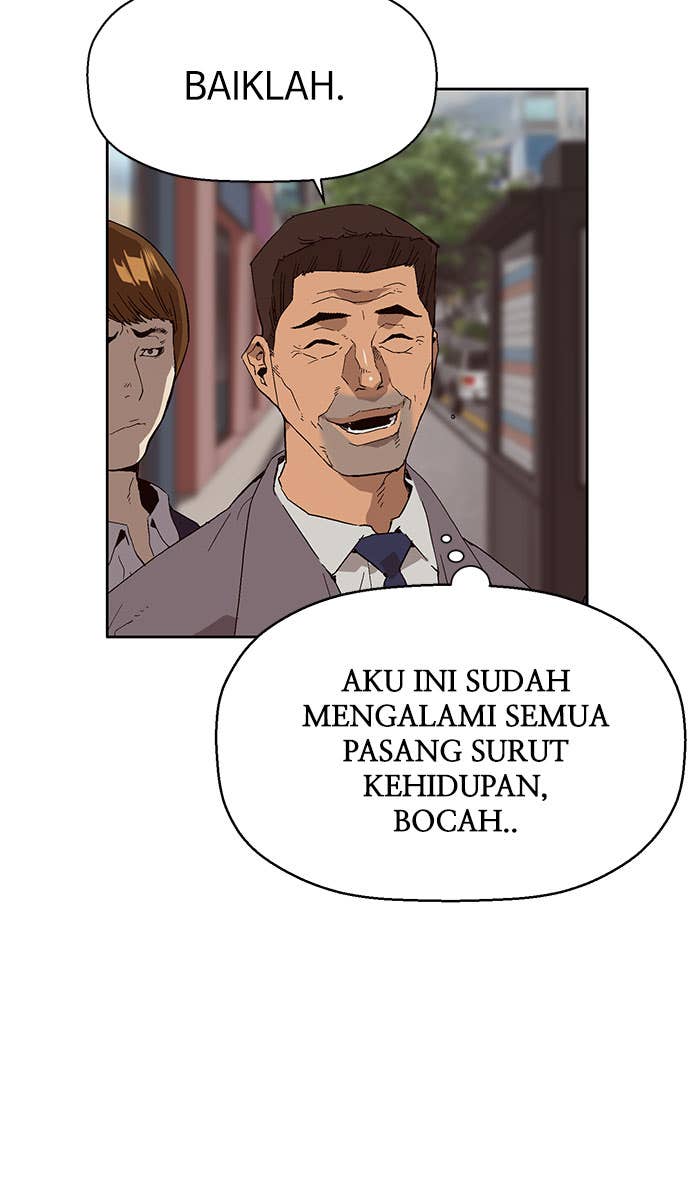 BAIKLAH.
AKU INI SUDAH
MENGALAMI SEMUA
PASANG SURUT
KEHIDUPAN,
BOCAH..